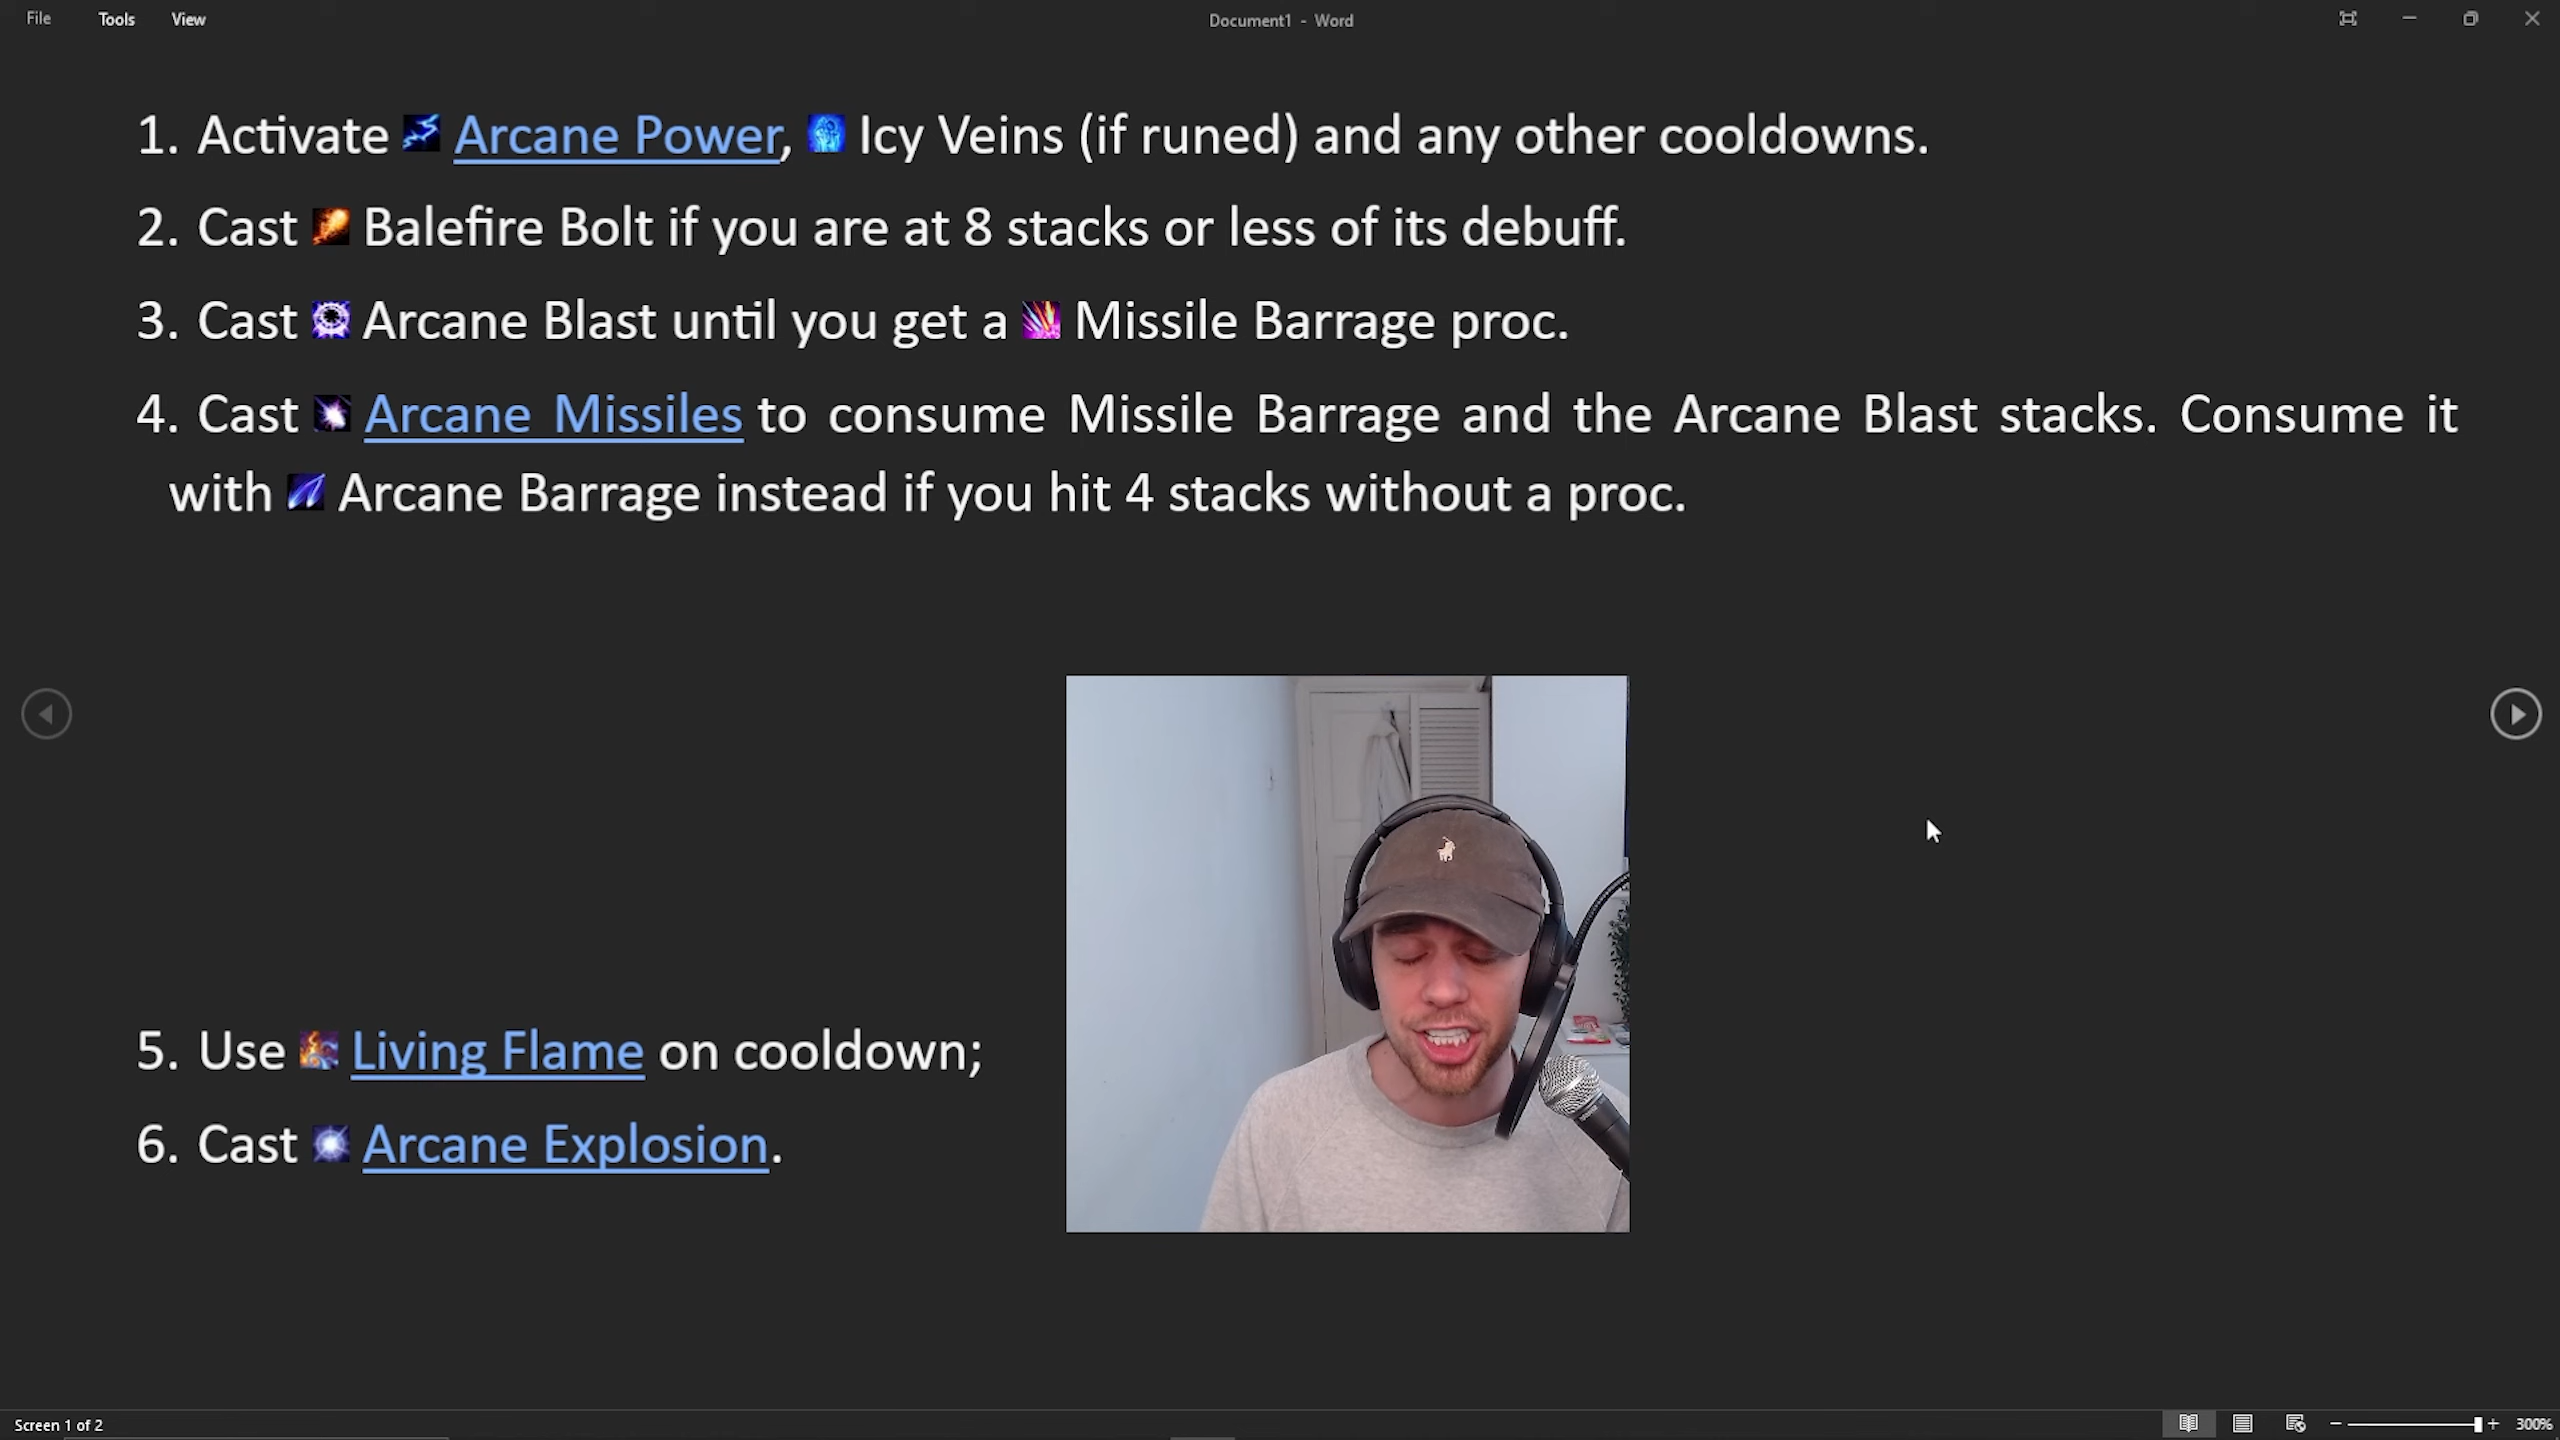 File Tools View Document1 - Word
1. Activate Arcane Power, Icy Veins (if runed) and any other cooldowns.
2. Cast Balefire Bolt if you are at 8 stacks or less of its debuff.
3. Cast Arcane Blast until you get a Missile Barrage proc.
4. Cast Arcane Missiles to consume Missile Barrage and the Arcane Blast stacks. Consume it
with Arcane Barrage instead if you hit 4 stacks without a proc.
5. Use Living Flame on cooldown;
6. Cast Arcane Explosion.
Screen 1 of 2 300%